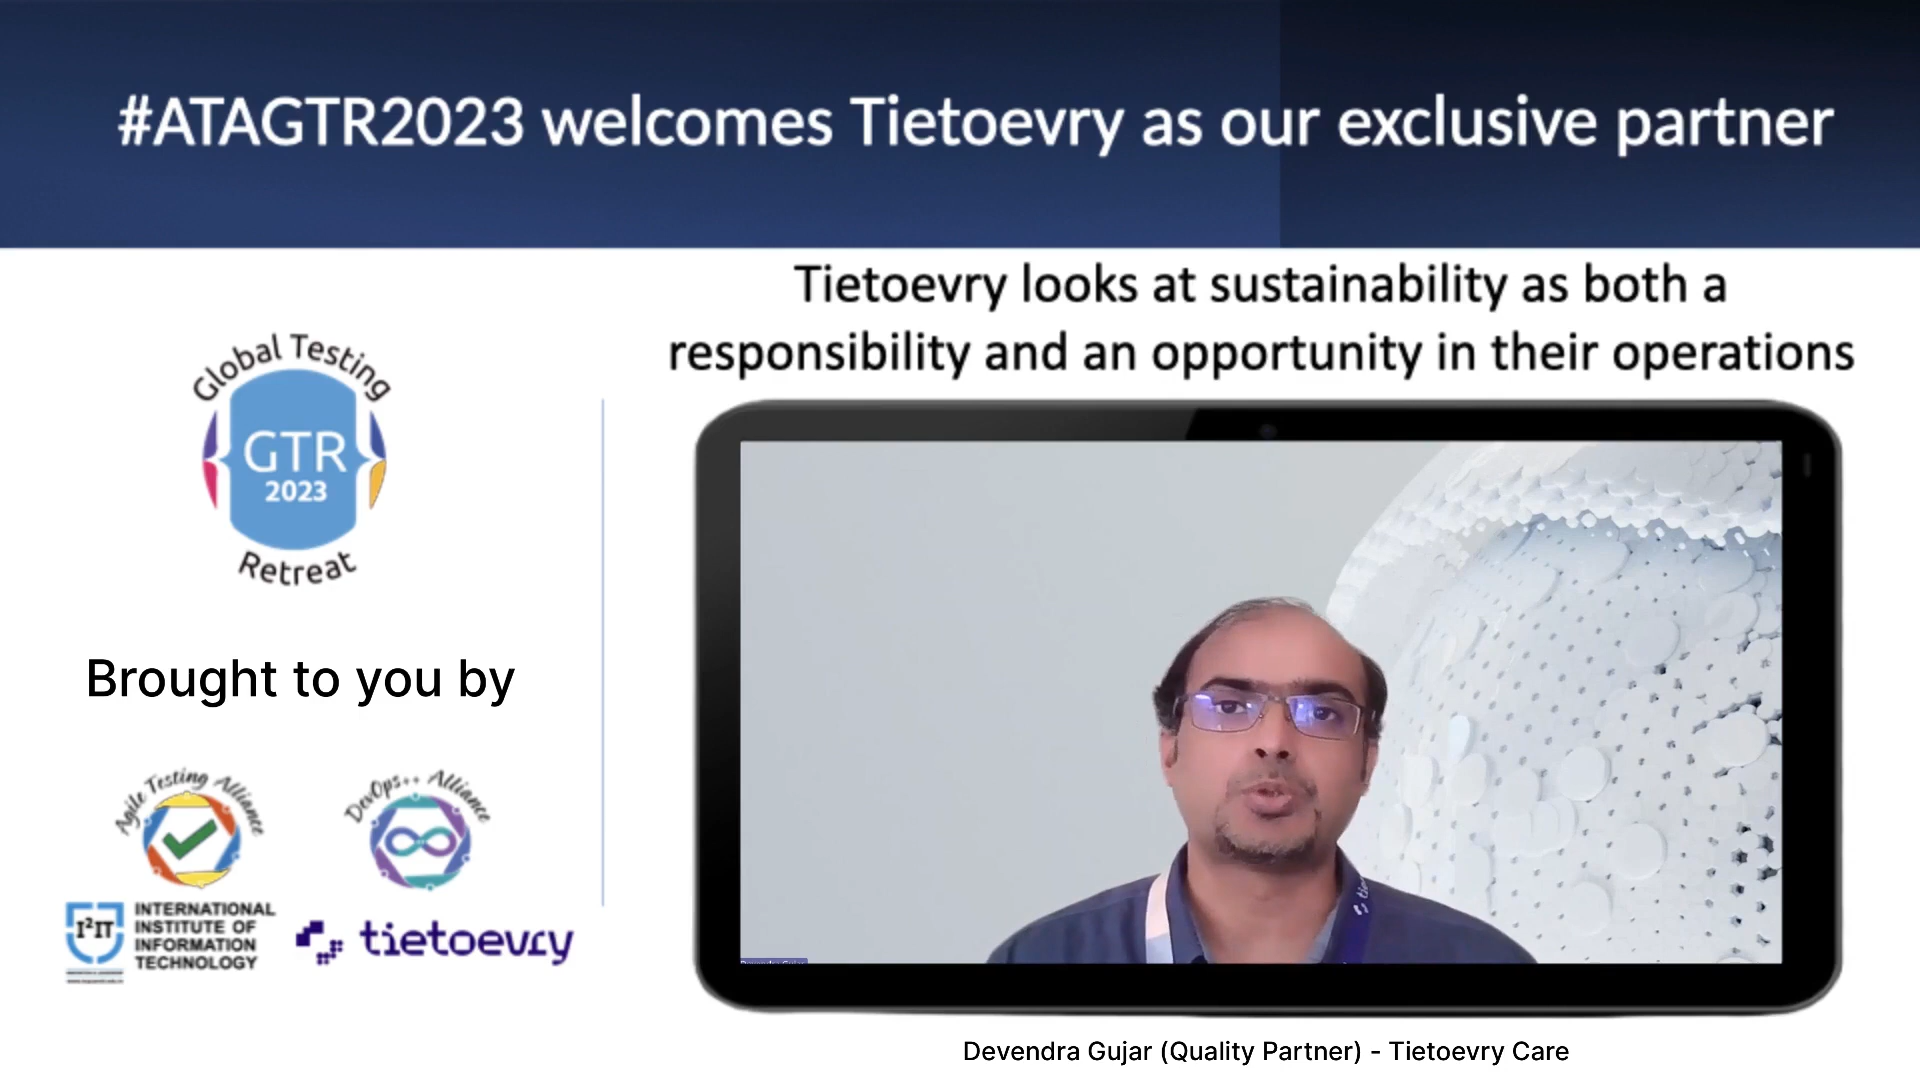 #ATAGTR2023 welcomes Tietoevry as our exclusive partner
Tietoevry looks at sustainability as both a
responsibility and an opportunity in their operations
Global Testing
GTR
2023
Retreat
Brought to you by
Agile Testing Alliance
DevOps++ Alliance
I²IT
INTERNATIONAL
INSTITUTE OF
INFORMATION
TECHNOLOGY
tietoevry
Devendra Gujar (Quality Partner) - Tietoevry Care